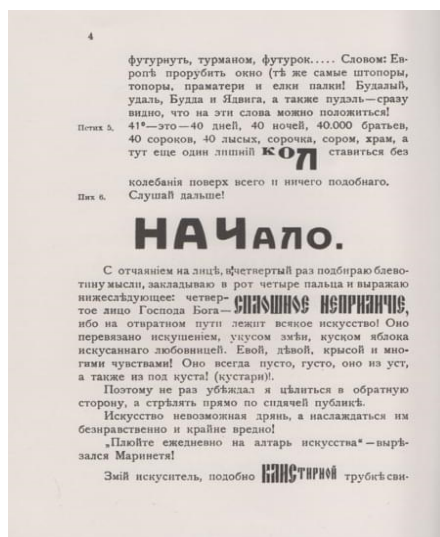 4
футурнуть, турманом, футурок..... Словом: Ев-
ропѣ прорубить окно (тѣ же самые штопоры,
топоры, праматери и елки палки! Будалый,
удаль, Будда и Ядвига, а также пудэль—сразу
видно, что на эти слова можно положиться!
Пстих 5. 41°—это—40 дней, 40 ночей, 40.000 братьев,
40 сороков, 40 лысых, сорочка, сором, храм, а
тут еще один лишній кол ставиться без
колебанія поверх всего и ничего подобнаго.
Пих 6. Слушай дальше!
НАЧало.
С отчаяніем на лицѣ, в четвертый раз подбираю блево-
тину мысли, закладываю в рот четыре пальца и выражаю
нижеслѣдующее: четвер-
тое лицо Господа Бога—СПЛОШНОЕ НЕПРИЛИЧІЕ,
ибо на отвратном пути лежит всякое искусство! Оно
перевязано искушеніем, укусом змѣи, куском яблока
искусаннаго любовницей. Евой, дѣвой, крысой и мно-
гими чувствами! Оно всегда пусто, густо, оно из уст,
а также из под куста! (кустари)!.
Поэтому не раз убѣждал я цѣлиться в обратную
сторону, а стрѣлять прямо по сидячей публикѣ.
Искусство невозможная дрянь, а наслаждаться им
безнравственно и крайне вредно!
„Плюйте ежедневно на алтарь искусства“—вырѣ-
зался Маринетя!
Змій искуситель, подобно КЛИСТИРНОЙ трубкѣ сви-